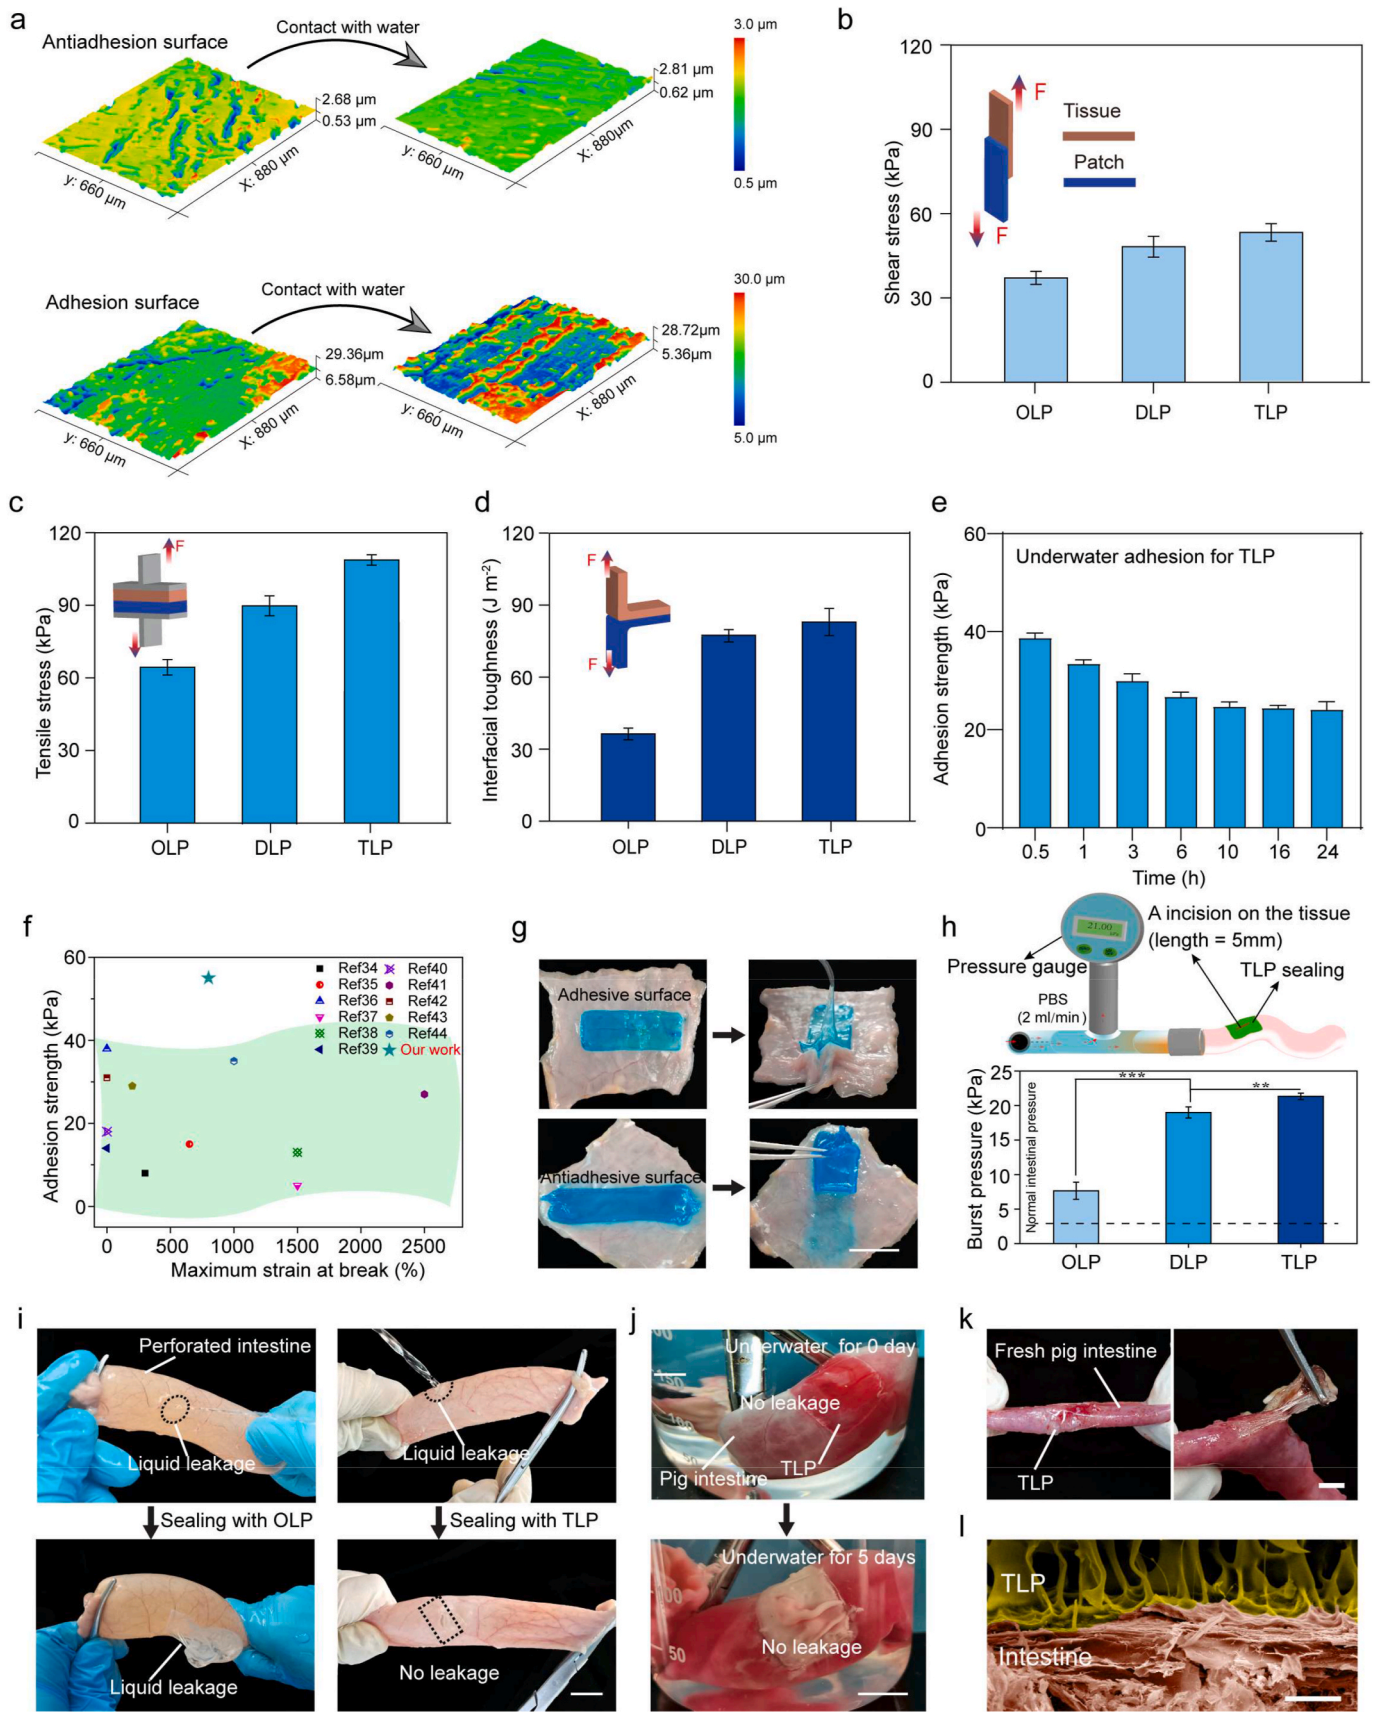 a
Antiadhesion surface
Contact with water
2.68 μm
0.53 μm
y: 660 μm
X: 880 μm
2.81 μm
0.62 μm
y: 660 μm
X: 880μm
3.0 μm
0.5 μm
Adhesion surface
Contact with water
29.36μm
6.58μm
y: 660 μm
X: 880 μm
28.72μm
5.36μm
y: 660 μm
X: 880 μm
30.0 μm
5.0 μm
b
Shear stress (kPa)
120
90
60
30
0
F
F
Tissue
Patch
OLP
DLP
TLP
c
Tensile stress (kPa)
120
90
60
30
0
F
F
OLP
DLP
TLP
d
Interfacial toughness (J m-2)
120
90
60
30
0
F
F
OLP
DLP
TLP
e
Adhesion strength (kPa)
60
40
20
0
Underwater adhesion for TLP
0.5
1
3
6
10
16
24
Time (h)
f
Adhesion strength (kPa)
60
40
20
0
Ref34
Ref35
Ref36
Ref37
Ref38
Ref39
Ref40
Ref41
Ref42
Ref43
Ref44
Our work
0
500
1000
1500
2000
2500
Maximum strain at break (%)
g
Adhesive surface
Antiadhesive surface
h
21.00
A incision on the tissue
(length = 5mm)
Pressure gauge
TLP sealing
PBS
(2 ml/min)
Burst pressure (kPa)
25
20
15
10
5
0
Normal intestinal pressure
***
**
OLP
DLP
TLP
i
Perforated intestine
Liquid leakage
Liquid leakage
Sealing with OLP
Sealing with TLP
Liquid leakage
No leakage
j
Underwater for 0 day
No leakage
Pig intestine
TLP
Underwater for 5 days
No leakage
50
k
Fresh pig intestine
TLP
l
TLP
Intestine